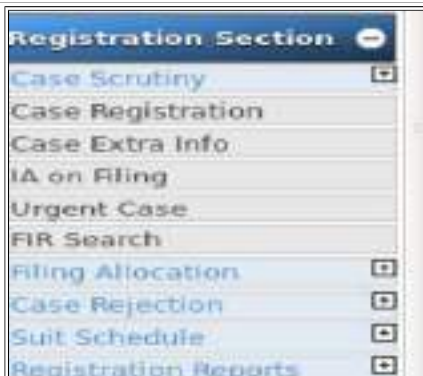 Registration Section
Case Scrutiny
Case Registration
Case Extra Info
IA on Filing
Urgent Case
FIR Search
Filing Allocation
Case Rejection
Suit Schedule
Registration Reports